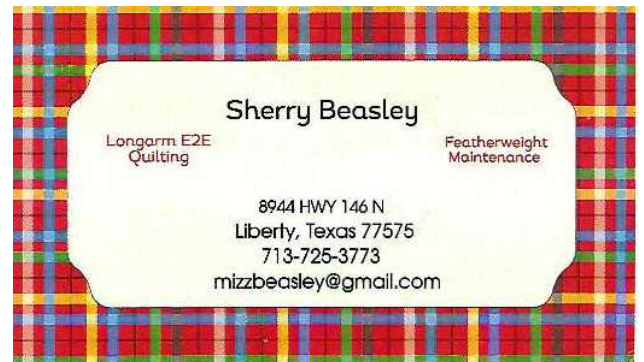 Sherry Beasley
Longarm E2E
Quilting
Featherweight
Maintenance
8944 HWY 146 N
Liberty, Texas 77575
713-725-3773
mizzbeasley@gmail.com